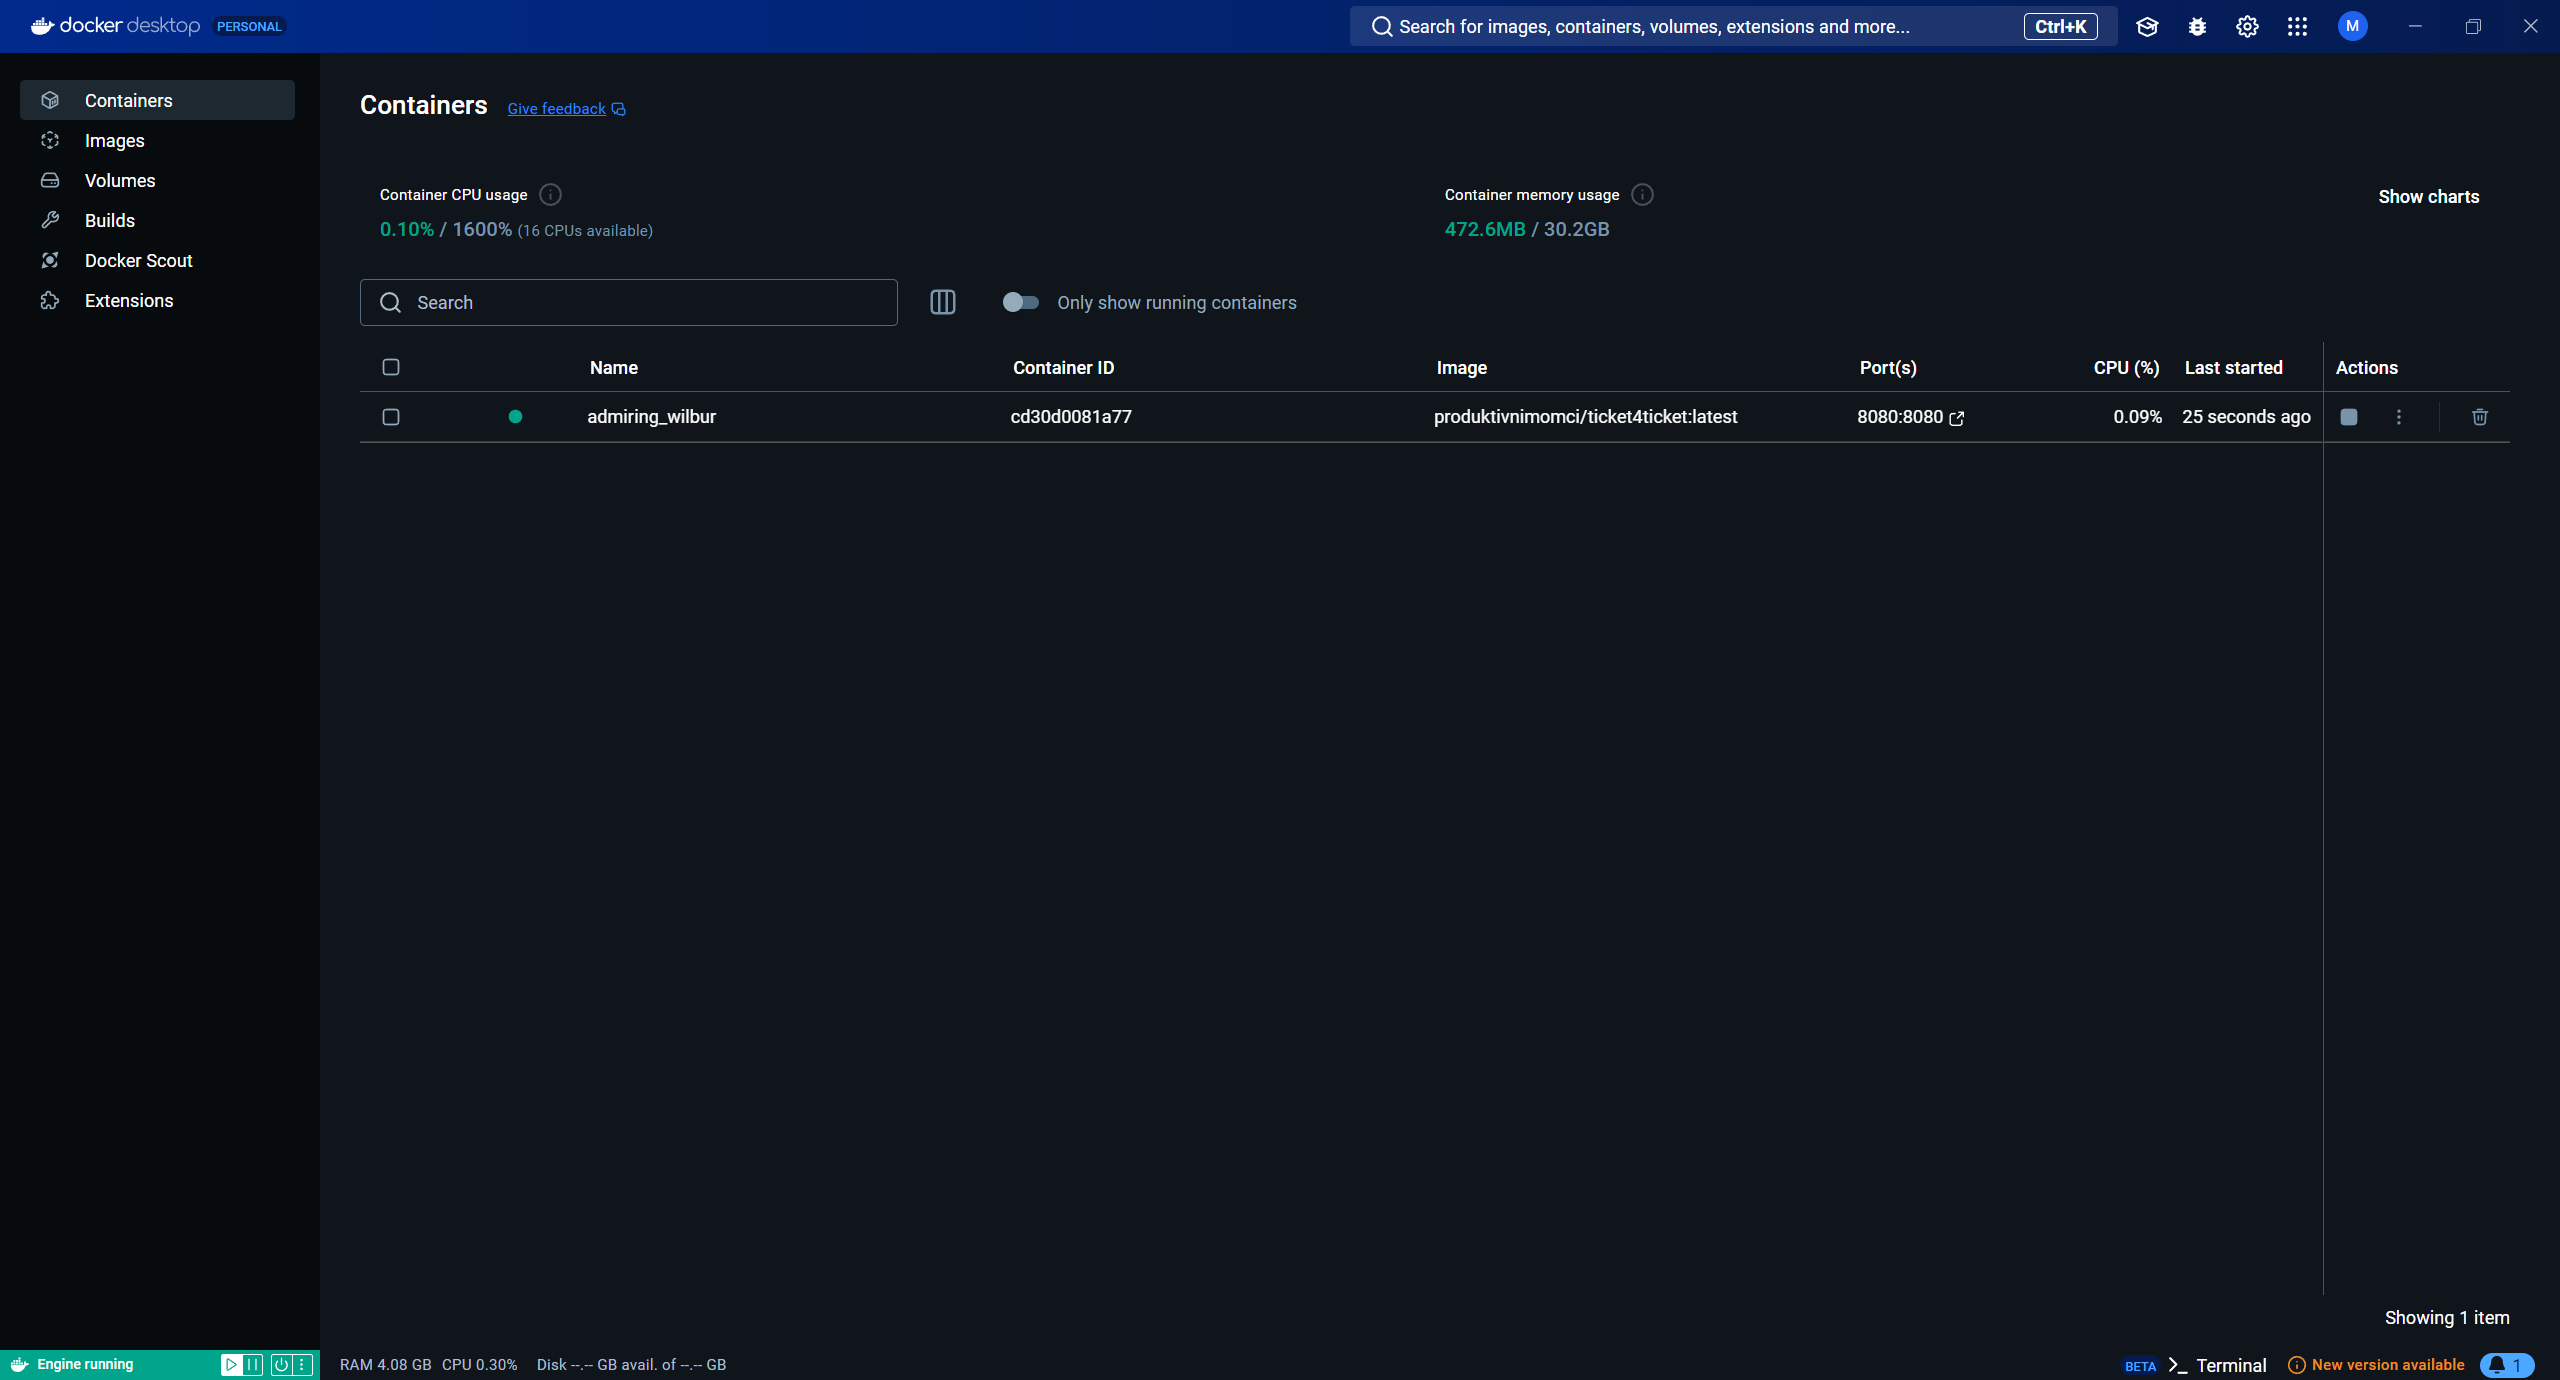 docker desktop PERSONAL
Search for images, containers, volumes, extensions and more... Ctrl+K
M
Containers
Images
Volumes
Builds
Docker Scout
Extensions
Containers Give feedback
Container CPU usage
0.10% / 1600% (16 CPUs available)
Container memory usage
472.6MB / 30.2GB
Show charts
Search
Only show running containers
Name Container ID Image Port(s) CPU (%) Last started Actions
admiring_wilbur cd30d0081a77 produktivnimomci/ticket4ticket:latest 8080:8080 0.09% 25 seconds ago
Showing 1 item
Engine running
RAM 4.08 GB CPU 0.30% Disk --.-- GB avail. of --.-- GB
BETA Terminal New version available 1